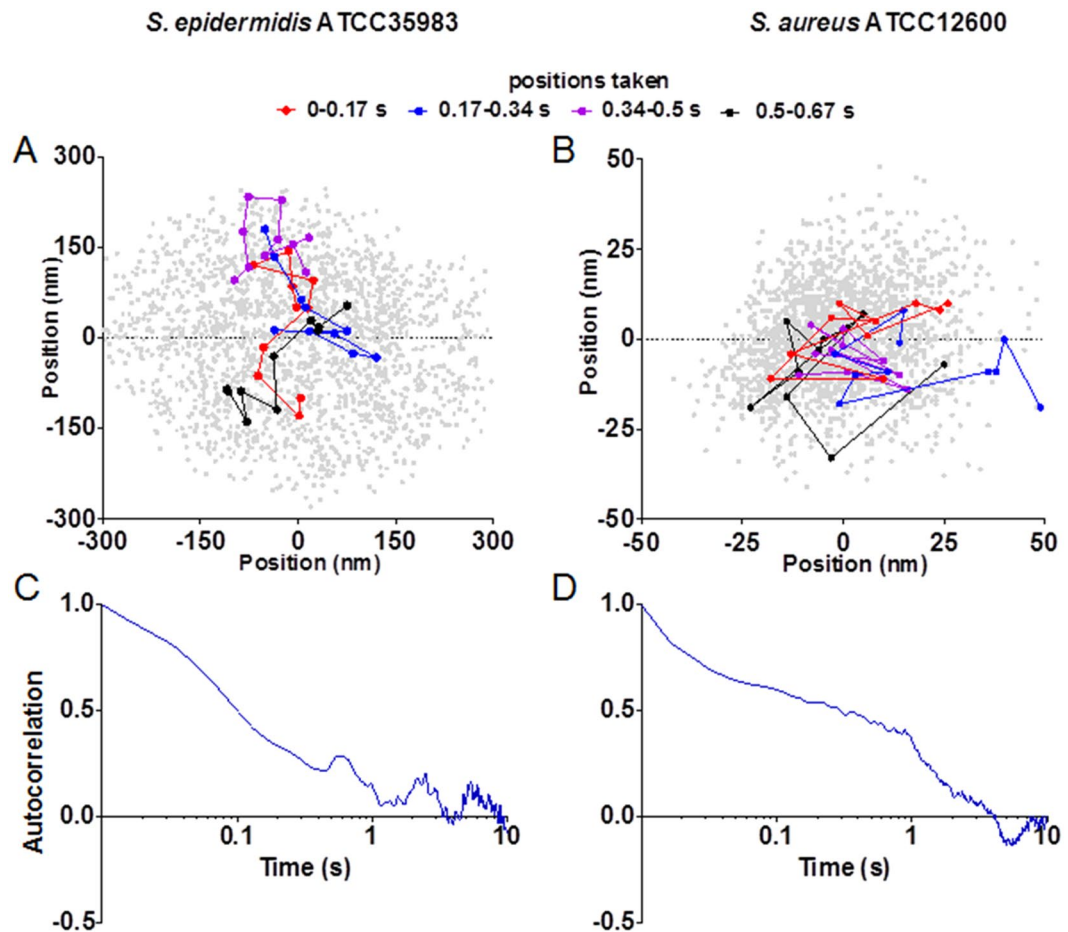 S. epidermidis ATCC35983
S. aureus ATCC12600
positions taken
0-0.17 s
0.17-0.34 s
0.34-0.5 s
0.5-0.67 s
A
Position (nm)
300
150
0
-150
-300
-300
-150
0
150
300
Position (nm)
B
Position (nm)
50
25
0
-25
-50
-50
-25
0
25
50
Position (nm)
C
Autocorrelation
1.0
0.5
0.0
-0.5
0.1
1
10
Time (s)
D
1.0
0.5
0.0
-0.5
0.1
1
10
Time (s)